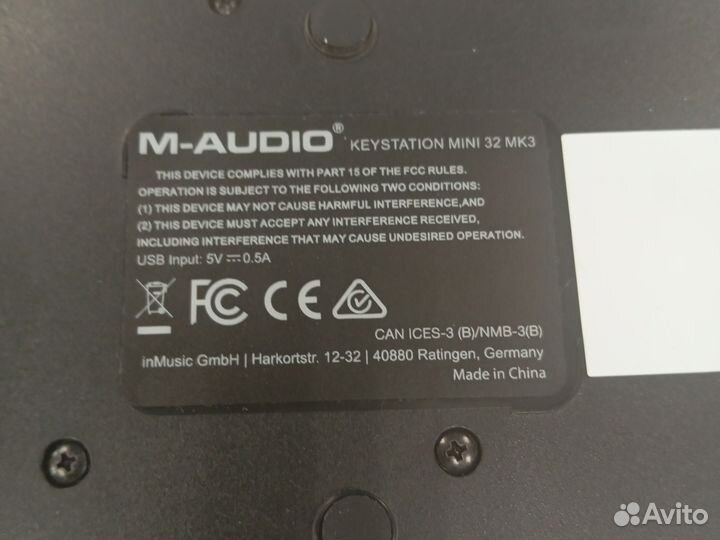 M-AUDIO® KEYSTATION MINI 32 MK3
THIS DEVICE COMPLIES WITH PART 15 OF THE FCC RULES.
OPERATION IS SUBJECT TO THE FOLLOWING TWO CONDITIONS:
(1) THIS DEVICE MAY NOT CAUSE HARMFUL INTERFERENCE,AND
(2) THIS DEVICE MUST ACCEPT ANY INTERFERENCE RECEIVED,
INCLUDING INTERFERENCE THAT MAY CAUSE UNDESIRED OPERATION.
USB Input: 5V⎓0.5A
FC CE
CAN ICES-3 (B)/NMB-3(B)
inMusic GmbH | Harkortstr. 12-32 | 40880 Ratingen, Germany
Made in China
Avito